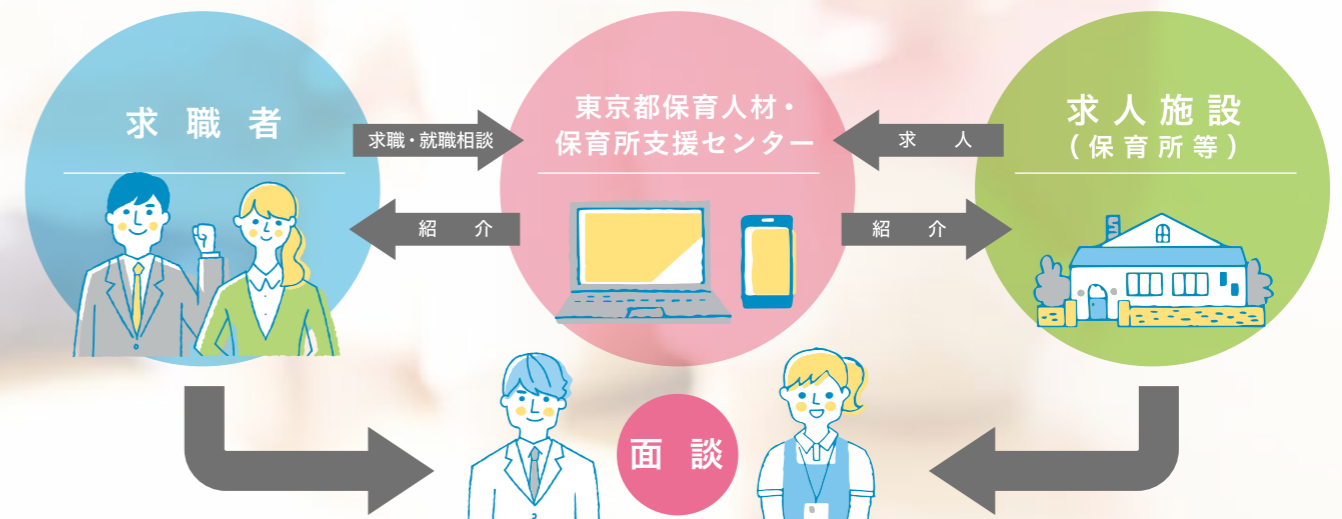 求職者
求職・就職相談
東京都保育人材・
保育所支援センター
求人
求人施設
(保育所等)
紹介
紹介
面談